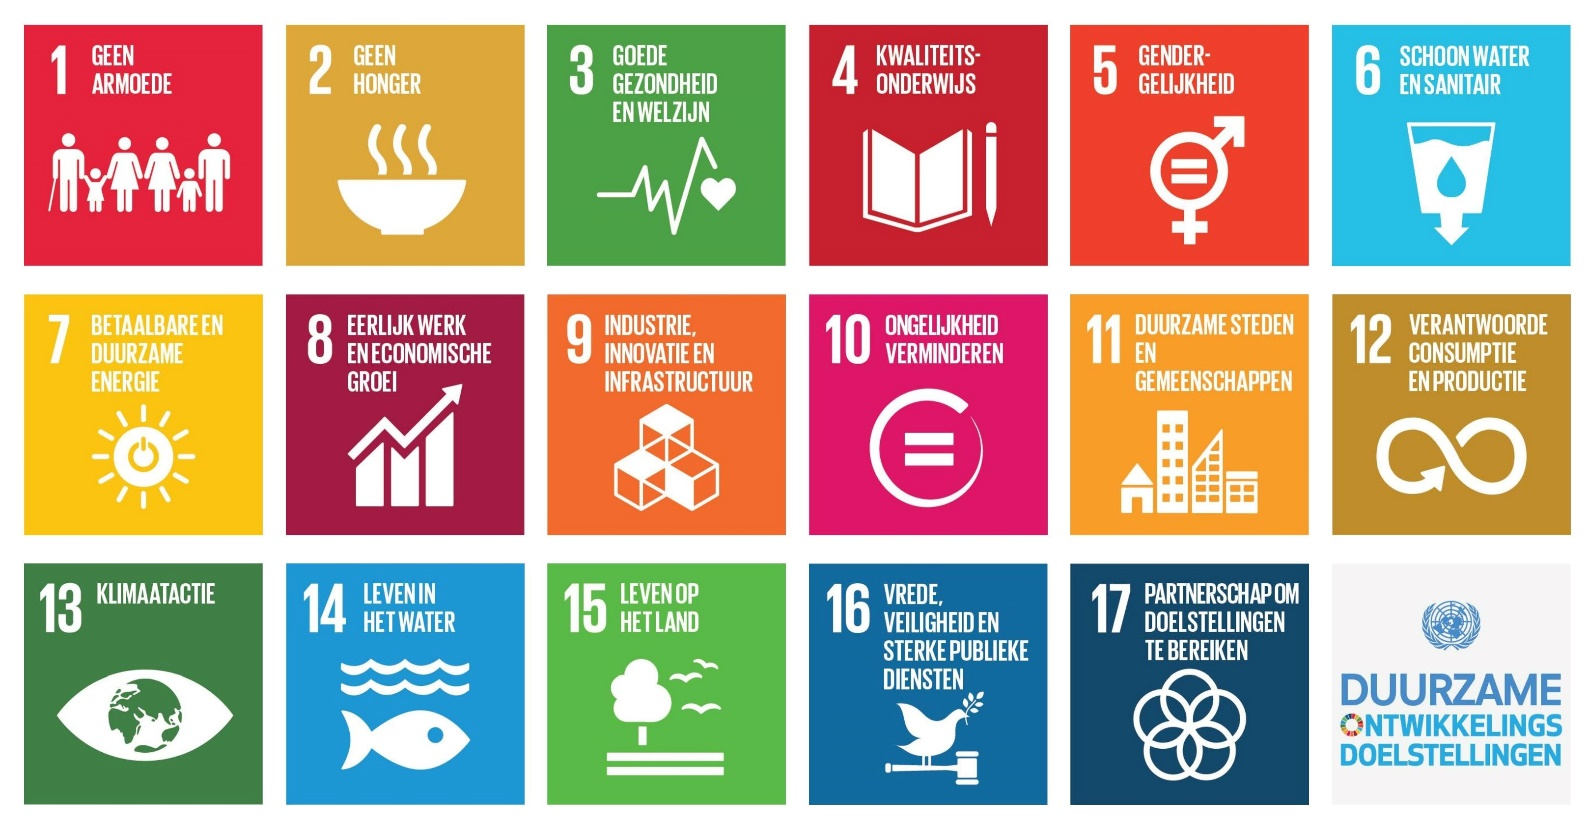 1 GEEN
ARMOEDE
2 GEEN
HONGER
3 GOEDE
GEZONDHEID
EN WELZIJN
4 KWALITEITS-
ONDERWIJS
5 GENDER-
GELIJKHEID
6 SCHOON WATER
EN SANITAIR
7 BETAALBARE EN
DUURZAME
ENERGIE
8 EERLIJK WERK
EN ECONOMISCHE
GROEI
9 INDUSTRIE,
INNOVATIE EN
INFRASTRUCTUUR
10 ONGELIJKHEID
VERMINDEREN
11 DUURZAME STEDEN
EN
GEMEENSCHAPPEN
12 VERANTWOORDE
CONSUMPTIE
EN PRODUCTIE
13 KLIMAATACTIE
14 LEVEN IN
HET WATER
15 LEVEN OP
HET LAND
16 VREDE,
VEILIGHEID EN
STERKE PUBLIEKE
DIENSTEN
17 PARTNERSCHAP OM
DOELSTELLINGEN
TE BEREIKEN
DUURZAME
ONTWIKKELINGS
DOELSTELLINGEN